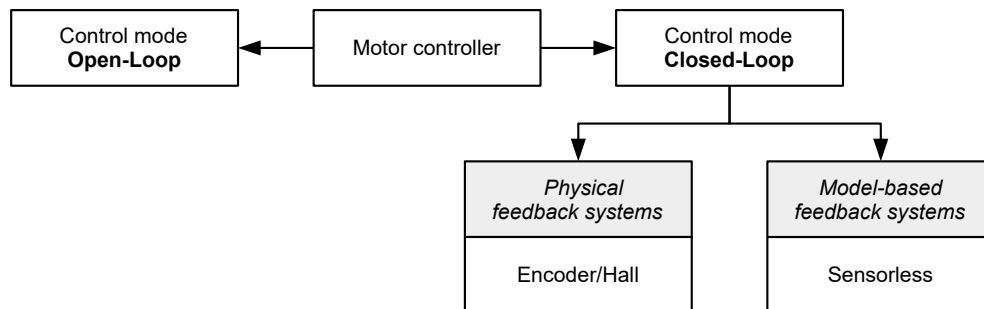 Control mode
Open-Loop
Motor controller
Control mode
Closed-Loop
Physical
feedback systems
Model-based
feedback systems
Encoder/Hall
Sensorless